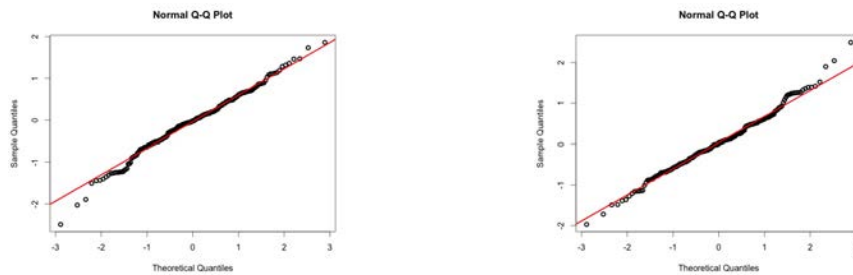 Normal Q-Q Plot
Sample Quantiles
2
1
0
-1
-2
-3 -2 -1 0 1 2 3
Theoretical Quantiles
Normal Q-Q Plot
Sample Quantiles
2
1
0
-1
-2
-3 -2 -1 0 1 2 3
Theoretical Quantiles